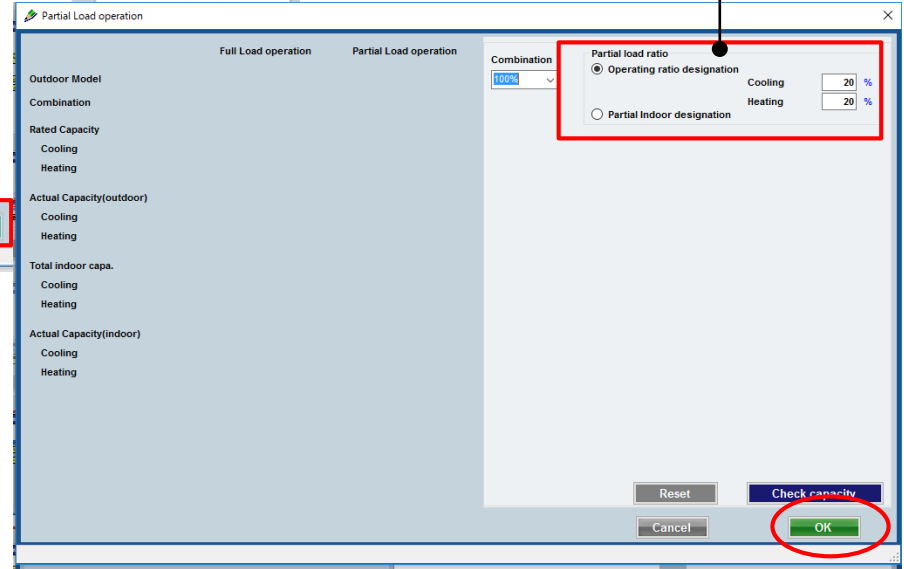 Partial Load operation
Full Load operation Partial Load operation
Outdoor Model
Combination
Rated Capacity
Cooling
Heating
Actual Capacity(outdoor)
Cooling
Heating
Total indoor capa.
Cooling
Heating
Actual Capacity(indoor)
Cooling
Heating
Combination
100%
Partial load ratio
Operating ratio designation
Cooling 20 %
Heating 20 %
Partial Indoor designation
Reset Check capacity
Cancel OK